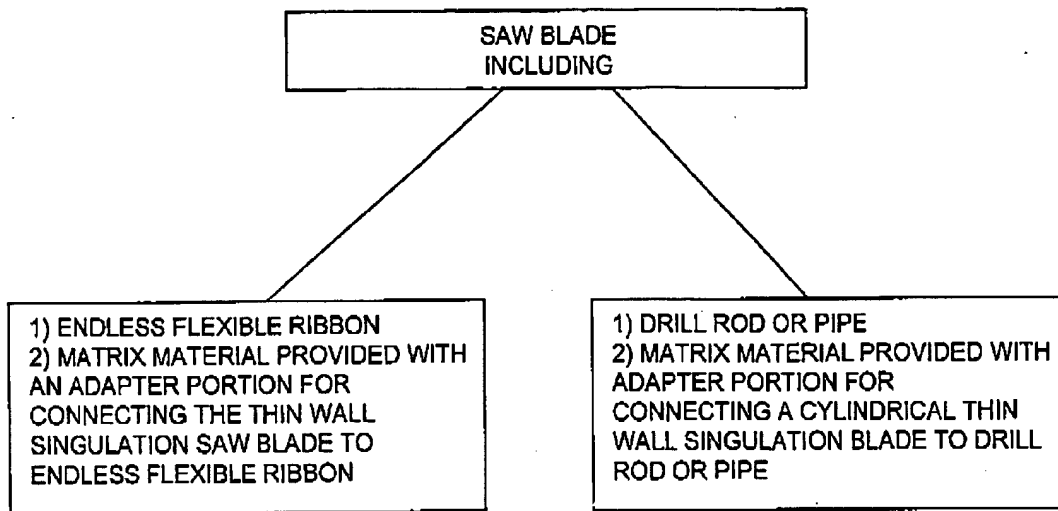 SAW BLADE
INCLUDING
1) ENDLESS FLEXIBLE RIBBON
2) MATRIX MATERIAL PROVIDED WITH
AN ADAPTER PORTION FOR
CONNECTING THE THIN WALL
SINGULATION SAW BLADE TO
ENDLESS FLEXIBLE RIBBON
1) DRILL ROD OR PIPE
2) MATRIX MATERIAL PROVIDED WITH
ADAPTER PORTION FOR
CONNECTING A CYLINDRICAL THIN
WALL SINGULATION BLADE TO DRILL
ROD OR PIPE